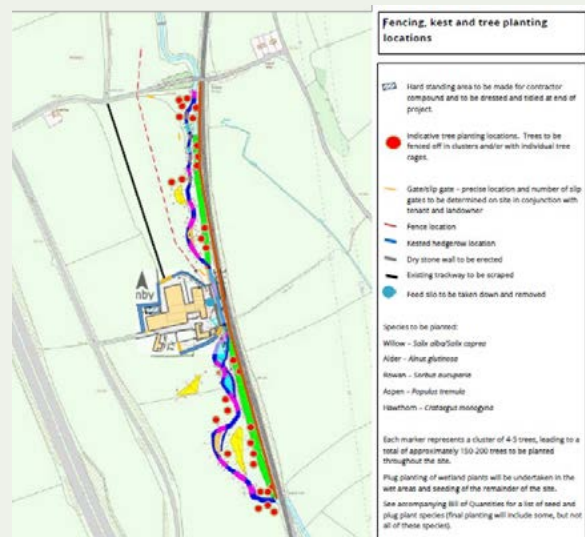 Fencing, kest and tree planting
locations
Hard standing area to be made for contractor
compound and to be dressed and tidied at end of
project.
Indicative tree planting locations. Trees to be
fenced off in clusters and/or with individual tree
cages.
Gate/slip gate – precise location and number of slip
gates to be determined on site in conjunction with
tenant and landowner
Fence location
Kested hedgerow location
Dry stone wall to be erected
Existing trackway to be scraped
Feed silo to be taken down and removed
Species to be planted:
Willow – Salix alba/Salix caprea
Alder – Alnus glutinosa
Rowan – Sorbus aucuparia
Aspen – Populus tremula
Hawthorn – Crataegus monogyna
Each marker represents a cluster of 4-5 trees, leading to a
total of approximately 150-200 trees to be planted
throughout the site.
Plug planting of wetland plants will be undertaken in the
wet areas and seeding of the remainder of the site.
See accompanying Bill of Quantities for a list of seed and
plug plant species (final planting will include some, but not
all of these species).
nby